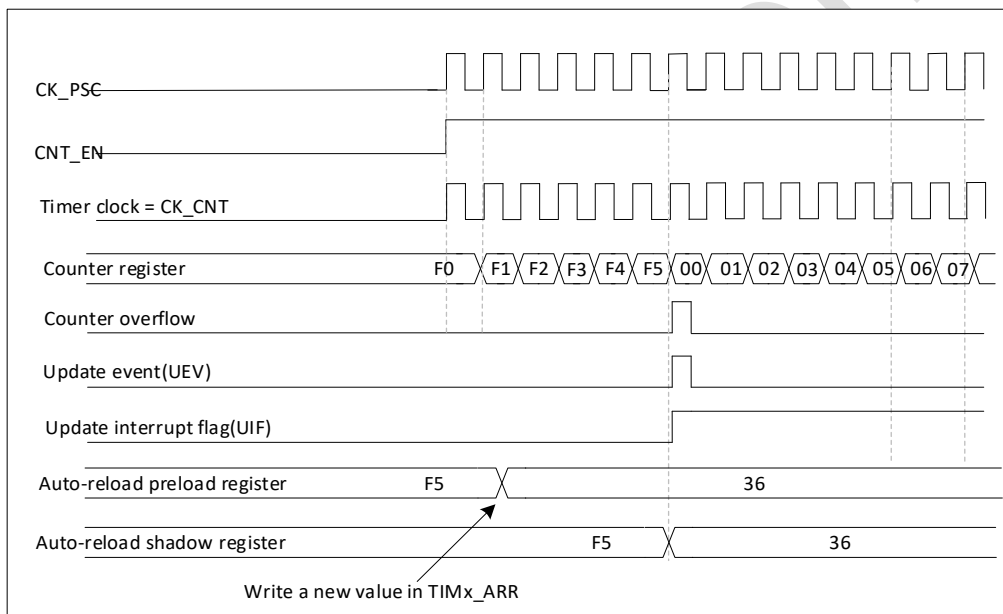 CK_PSC
CNT_EN
Timer clock = CK_CNT
Counter register F0 F1 F2 F3 F4 F5 00 01 02 03 04 05 06 07
Counter overflow
Update event(UEV)
Update interrupt flag(UIF)
Auto-reload preload register F5 36
Auto-reload shadow register F5 36
Write a new value in TIMx_ARR